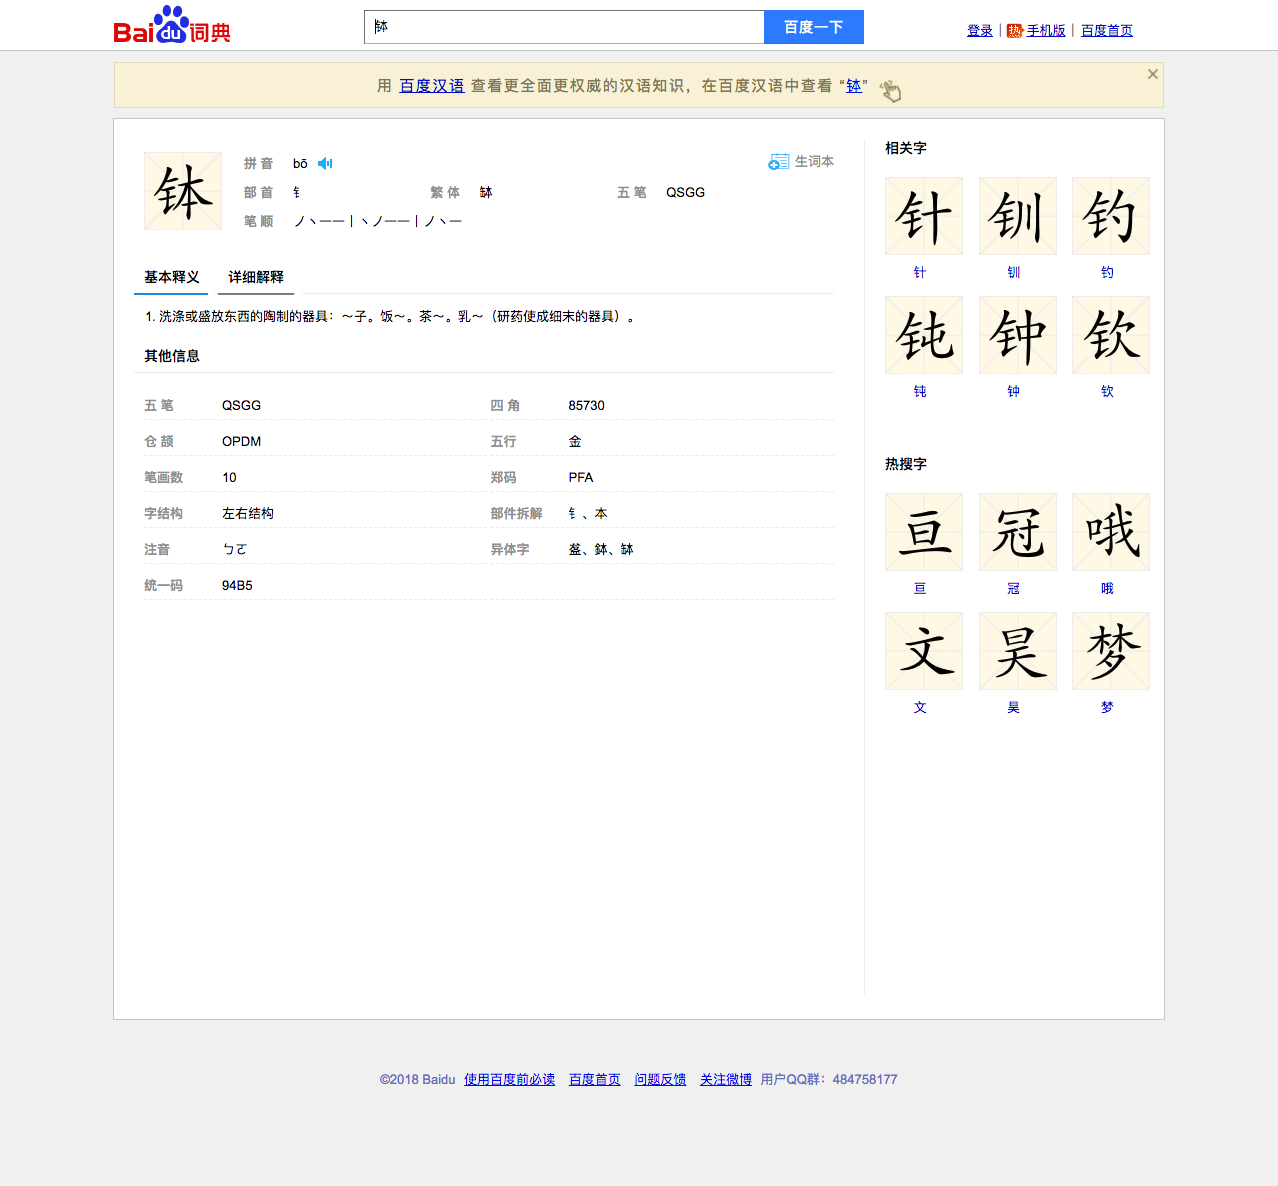 Bai du 词典
钵
百度一下
登录 | 热 手机版 | 百度首页
用 百度汉语 查看更全面更权威的汉语知识，在百度汉语中查看 “钵”
钵
拼 音 bō
生词本
部 首 钅 繁 体 缽 五 笔 QSGG
笔 顺 ノ丶一一丨丶ノ一一丨ノ丶一
基本释义 详细解释
1. 洗涤或盛放东西的陶制的器具：～子。饭～。茶～。乳～（研药使成细末的器具）。
其他信息
五 笔 QSGG 四 角 85730
仓 颉 OPDM 五行 金
笔画数 10 郑码 PFA
字结构 左右结构 部件拆解 钅、本
注音 ㄅㄛ 异体字 盋、鉢、缽
统一码 94B5
相关字
针 钏 钓
针 钏 钓
钝 钟 钦
钝 钟 钦
热搜字
亘 冠 哦
亘 冠 哦
文 昊 梦
文 昊 梦
©2018 Baidu 使用百度前必读 百度首页 问题反馈 关注微博 用户QQ群：484758177